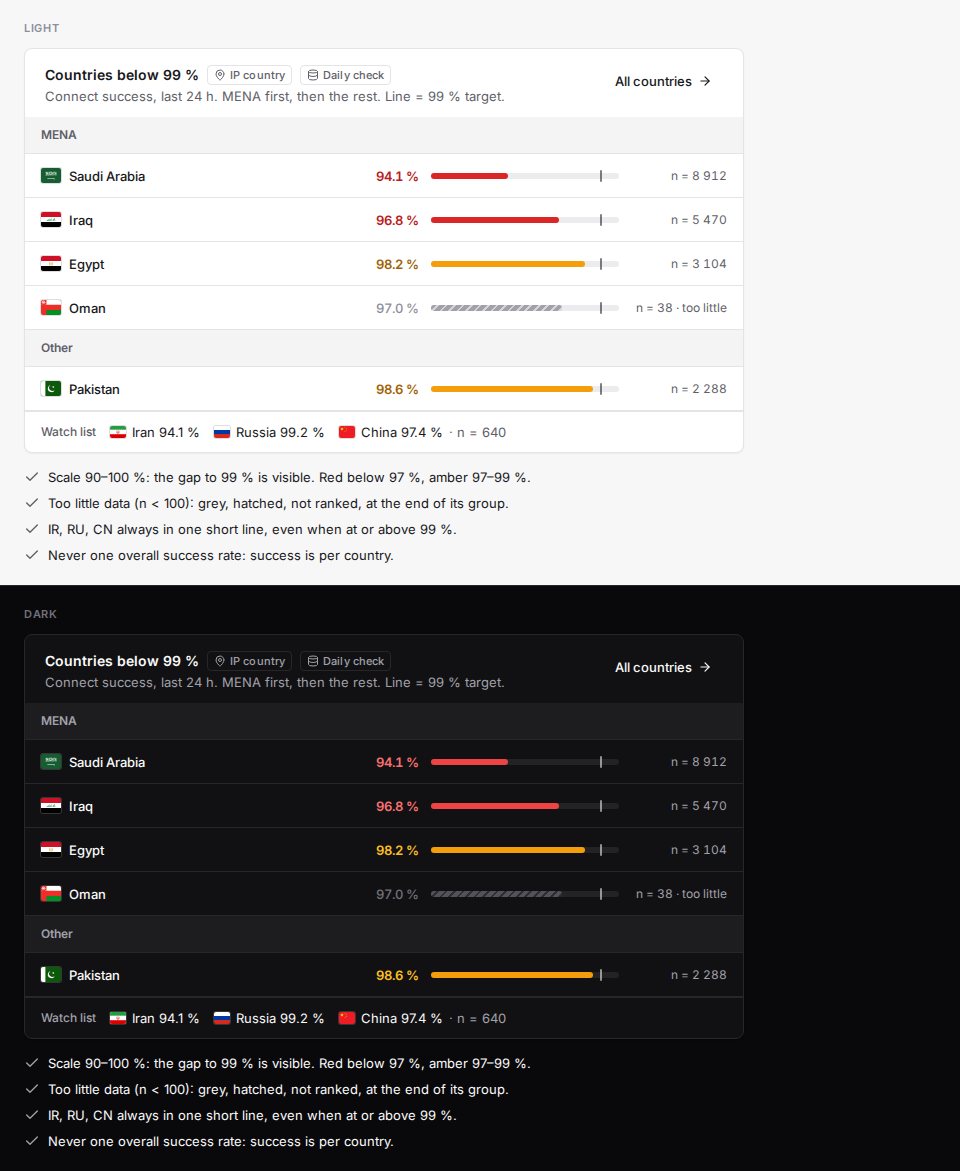 LIGHT
Countries below 99 % IP country Daily check
All countries →
Connect success, last 24 h. MENA first, then the rest. Line = 99 % target.
MENA
Saudi Arabia 94.1 % n = 8 912
Iraq 96.8 % n = 5 470
Egypt 98.2 % n = 3 104
Oman 97.0 % n = 38 · too little
Other
Pakistan 98.6 % n = 2 288
Watch list Iran 94.1 % Russia 99.2 % China 97.4 % · n = 640
Scale 90–100 %: the gap to 99 % is visible. Red below 97 %, amber 97–99 %.
Too little data (n < 100): grey, hatched, not ranked, at the end of its group.
IR, RU, CN always in one short line, even when at or above 99 %.
Never one overall success rate: success is per country.
DARK
Countries below 99 % IP country Daily check
All countries →
Connect success, last 24 h. MENA first, then the rest. Line = 99 % target.
MENA
Saudi Arabia 94.1 % n = 8 912
Iraq 96.8 % n = 5 470
Egypt 98.2 % n = 3 104
Oman 97.0 % n = 38 · too little
Other
Pakistan 98.6 % n = 2 288
Watch list Iran 94.1 % Russia 99.2 % China 97.4 % · n = 640
Scale 90–100 %: the gap to 99 % is visible. Red below 97 %, amber 97–99 %.
Too little data (n < 100): grey, hatched, not ranked, at the end of its group.
IR, RU, CN always in one short line, even when at or above 99 %.
Never one overall success rate: success is per country.